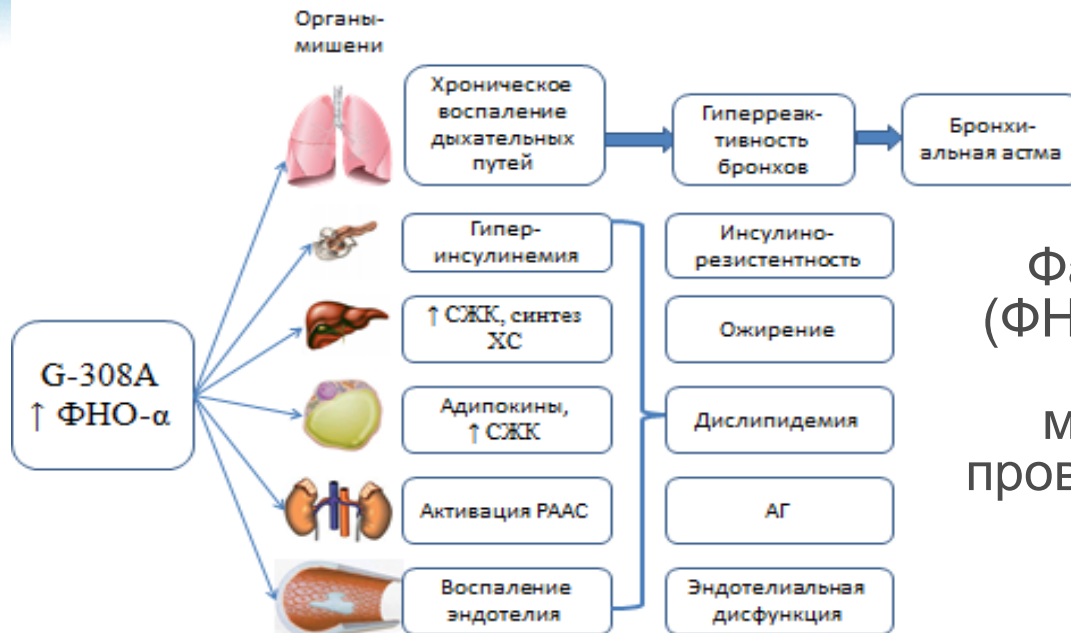 Органы-
мишени
Хроническое
воспаление
дыхательных
путей
Гиперреак-
тивность
бронхов
Бронхи-
альная астма
Гипер-
инсулинемия
Инсулино-
резистентность
↑ СЖК, синтез
ХС
Ожирение
G-308A
↑ ФНО-α
Адипокины,
↑ СЖК
Дислипидемия
Активация РААС
АГ
Воспаление
эндотелия
Эндотелиальная
дисфункция